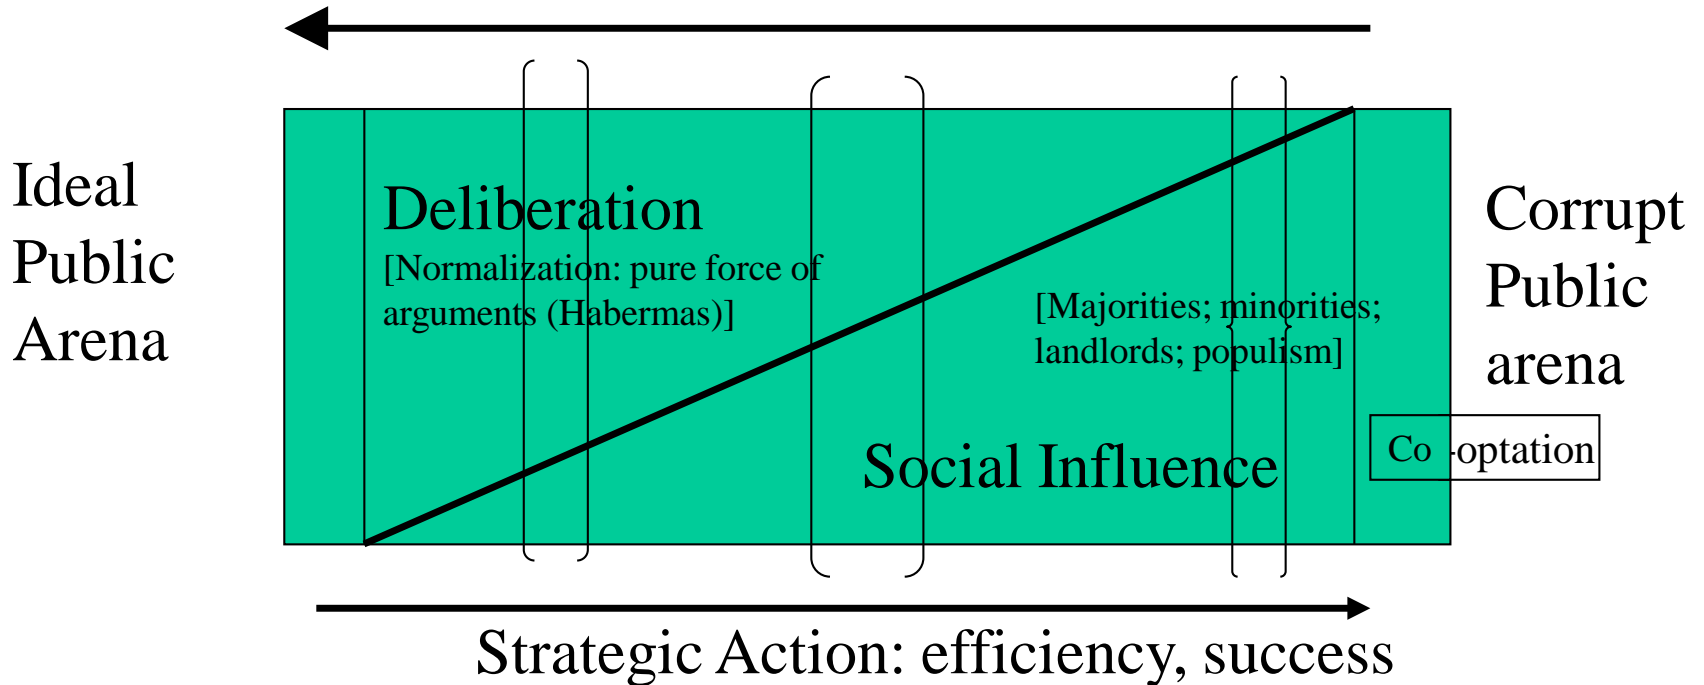 Ideal
Public
Arena
Deliberation
[Normalization: pure force of
arguments (Habermas)]
[Majorities; minorities;
landlords; populism]
Social Influence
Corrupt
Public
arena
Co -optation
Strategic Action: efficiency, success